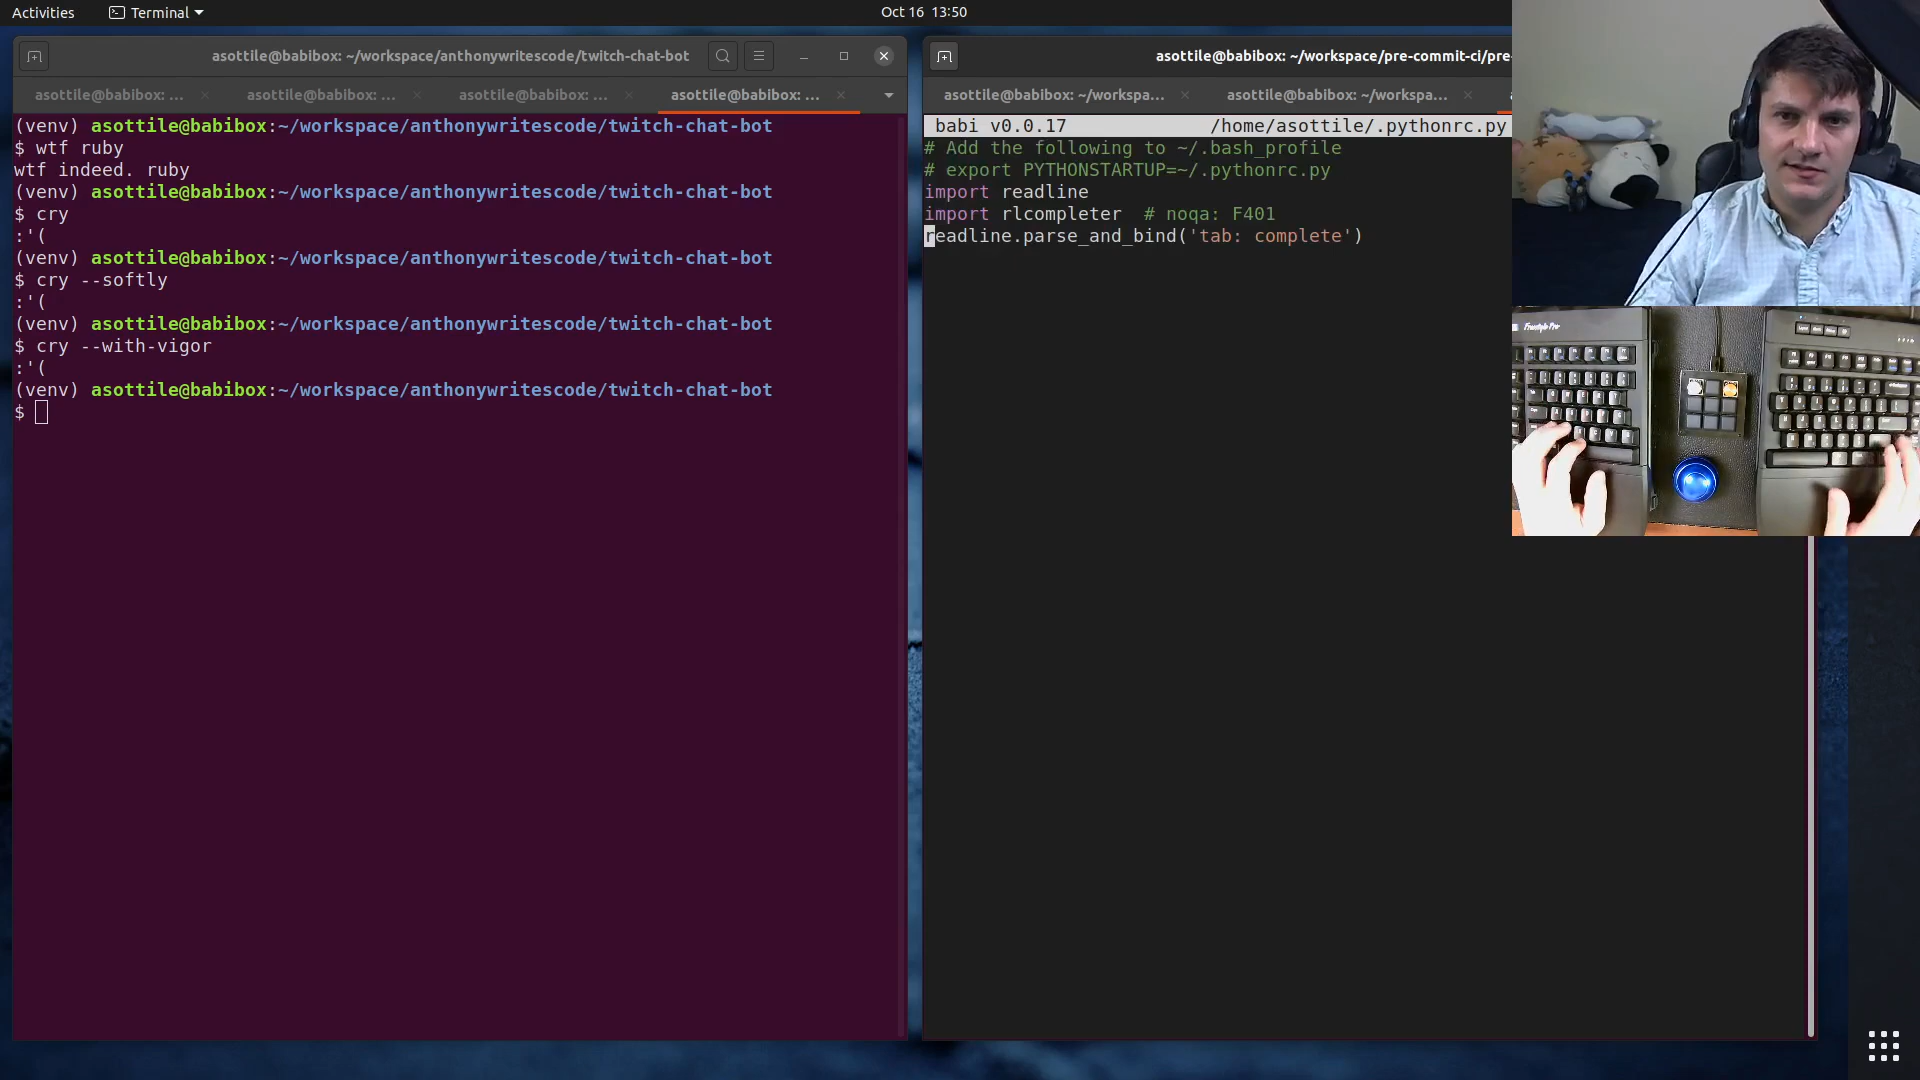 Activities
Terminal
Oct 16 13:50
asottile@babibox: ~/workspace/anthonywritescode/twitch-chat-bot
asottile@babibox: ...
asottile@babibox: ...
asottile@babibox: ...
asottile@babibox: ...
(venv) asottile@babibox:~/workspace/anthonywritescode/twitch-chat-bot
$ wtf ruby
wtf indeed. ruby
(venv) asottile@babibox:~/workspace/anthonywritescode/twitch-chat-bot
$ cry
:'(
(venv) asottile@babibox:~/workspace/anthonywritescode/twitch-chat-bot
$ cry --softly
:'(
(venv) asottile@babibox:~/workspace/anthonywritescode/twitch-chat-bot
$ cry --with-vigor
:'(
(venv) asottile@babibox:~/workspace/anthonywritescode/twitch-chat-bot
$
asottile@babibox: ~/workspace/pre-commit-ci/pre
asottile@babibox: ~/workspa...
asottile@babibox: ~/workspa...
babi v0.0.17 /home/asottile/.pythonrc.py
# Add the following to ~/.bash_profile
# export PYTHONSTARTUP=~/.pythonrc.py
import readline
import rlcompleter  # noqa: F401
readline.parse_and_bind('tab: complete')
Freestyle Pro